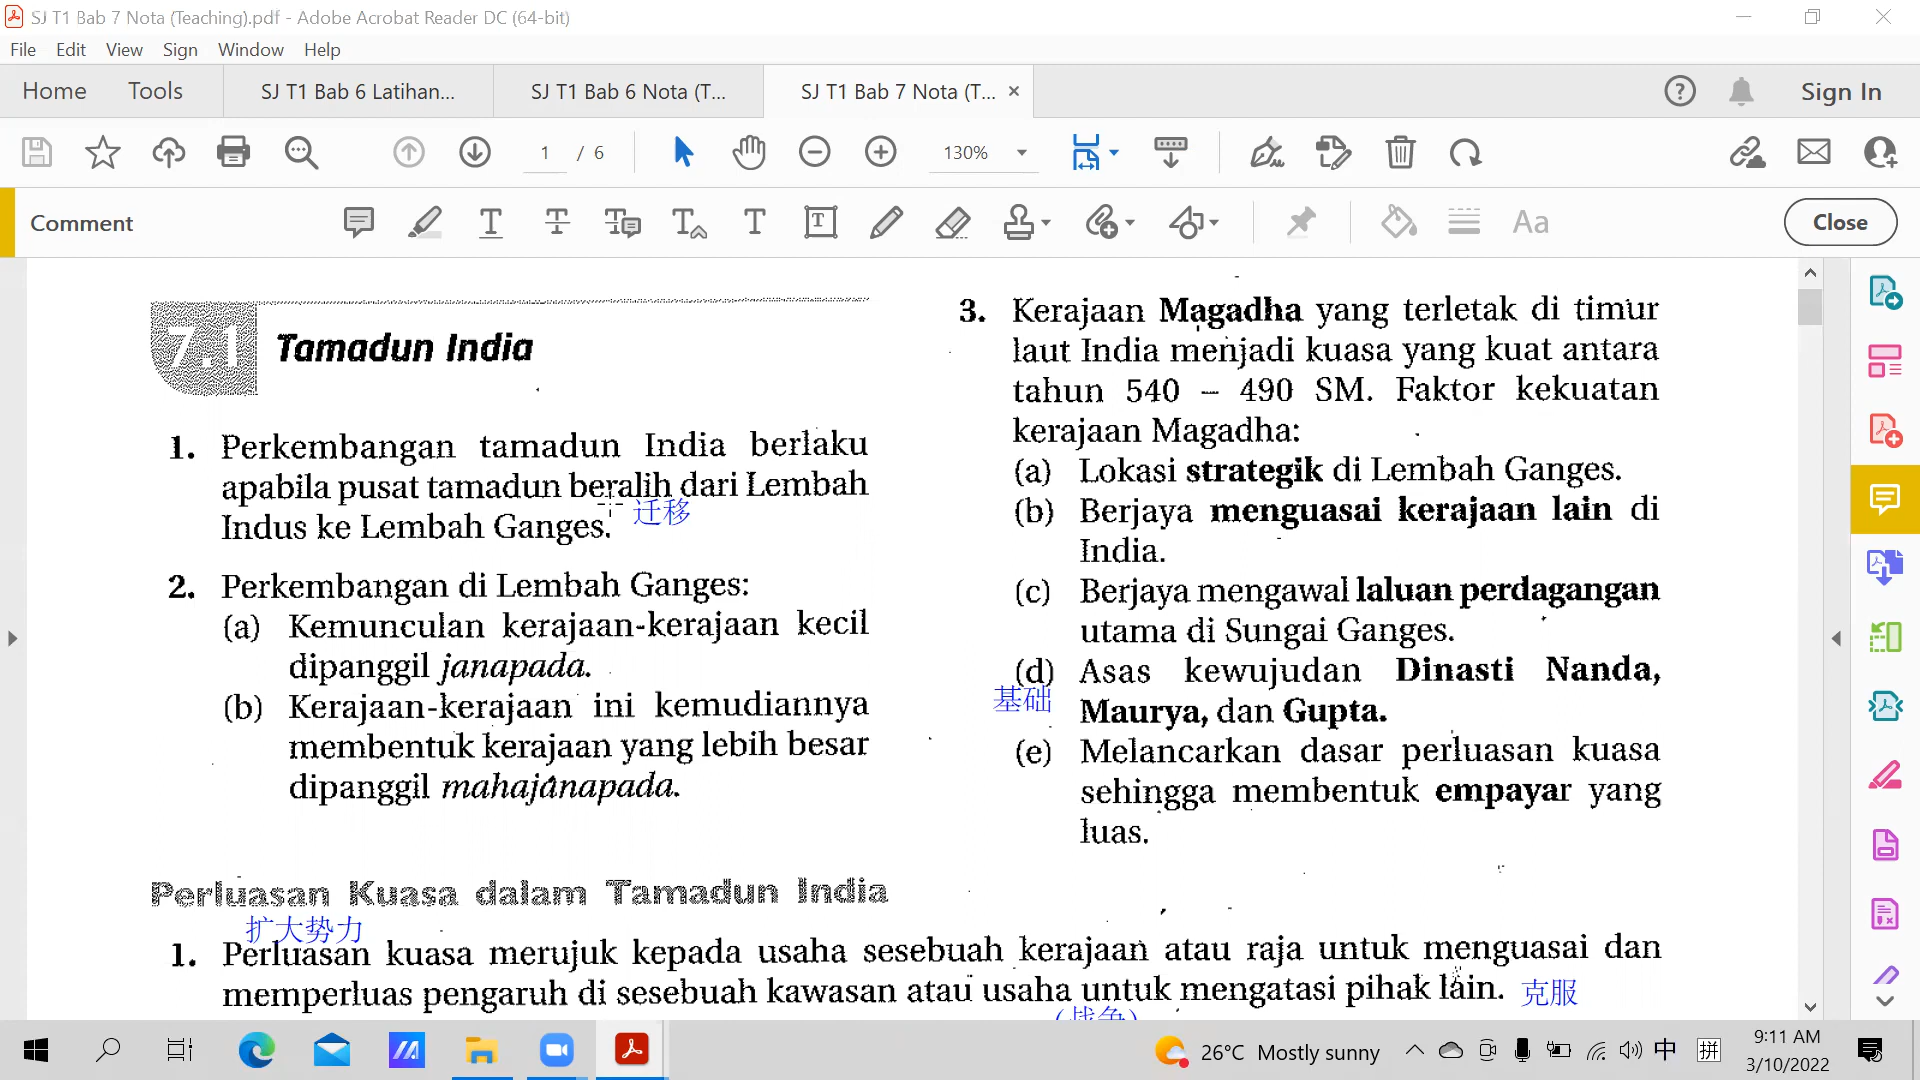 SJ T1 Bab 7 Nota (Teaching).pdf - Adobe Acrobat Reader DC (64-bit)
File Edit View Sign Window Help
Home Tools SJ T1 Bab 6 Latihan... SJ T1 Bab 6 Nota (T... SJ T1 Bab 7 Nota (T... × Sign In
1 / 6 130%
Comment Close
7.1 Tamadun India
1. Perkembangan tamadun India berlaku
apabila pusat tamadun beralih dari Lembah
迁移
Indus ke Lembah Ganges.
2. Perkembangan di Lembah Ganges:
(a) Kemunculan kerajaan-kerajaan kecil
dipanggil janapada.
(b) Kerajaan-kerajaan ini kemudiannya
membentuk kerajaan yang lebih besar
dipanggil mahajanapada.
3. Kerajaan Magadha yang terletak di timur
laut India menjadi kuasa yang kuat antara
tahun 540 – 490 SM. Faktor kekuatan
kerajaan Magadha:
(a) Lokasi strategik di Lembah Ganges.
(b) Berjaya menguasai kerajaan lain di
India.
(c) Berjaya mengawal laluan perdagangan
utama di Sungai Ganges.
(d) Asas kewujudan Dinasti Nanda,
基础
Maurya, dan Gupta.
(e) Melancarkan dasar perluasan kuasa
sehingga membentuk empayar yang
luas.
Perluasan Kuasa dalam Tamadun India
扩大势力
1. Perluasan kuasa merujuk kepada usaha sesebuah kerajaan atau raja untuk menguasai dan
memperluas pengaruh di sesebuah kawasan atau usaha untuk mengatasi pihak lain. 克服
(战争)
26°C Mostly sunny 中 拼 9:11 AM
3/10/2022